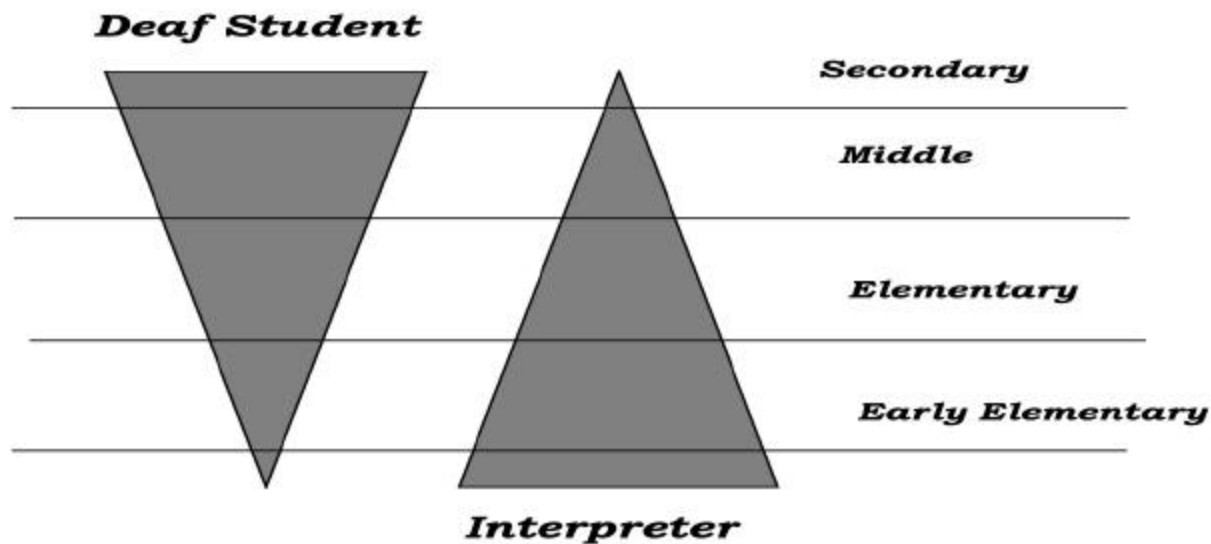 Deaf Student
Secondary
Middle
Elementary
Early Elementary
Interpreter